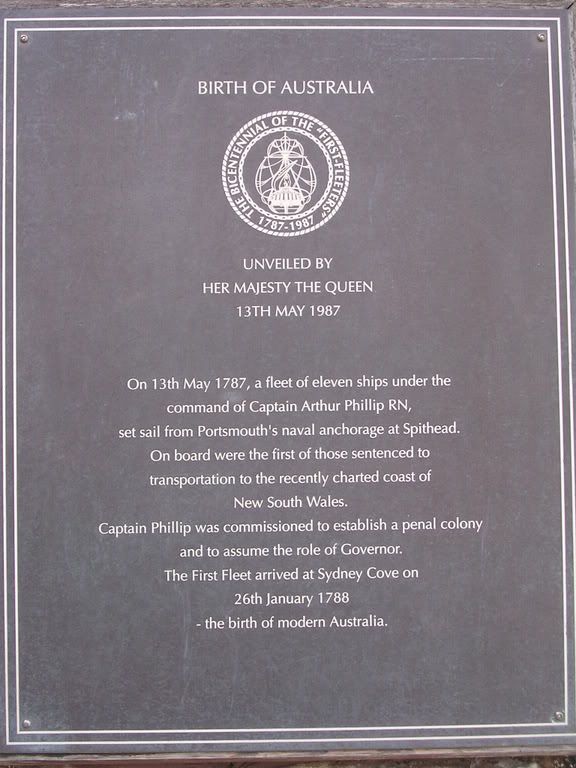 BIRTH OF AUSTRALIA
THE BICENTENNIAL OF THE "FIRST-FLEETERS"
1787-1987
UNVEILED BY
HER MAJESTY THE QUEEN
13TH MAY 1987
On 13th May 1787, a fleet of eleven ships under the
command of Captain Arthur Phillip RN,
set sail from Portsmouth's naval anchorage at Spithead.
On board were the first of those sentenced to
transportation to the recently charted coast of
New South Wales.
Captain Phillip was commissioned to establish a penal colony
and to assume the role of Governor.
The First Fleet arrived at Sydney Cove on
26th January 1788
- the birth of modern Australia.